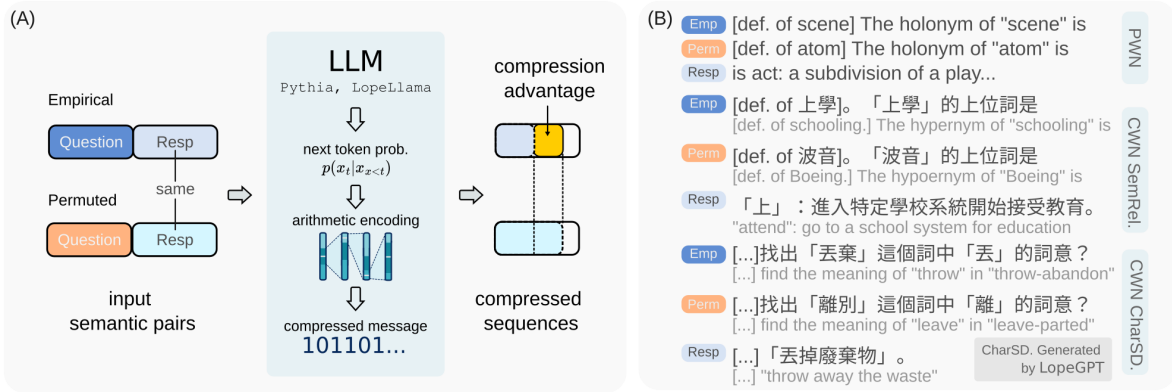 (A)
Empirical
Question
Resp
same
Permuted
Question
Resp
input
semantic pairs
LLM
Pythia, LopeLlama
next token prob.
p(x_t|x_{x<t})
arithmetic encoding
compressed message
101101...
compression
advantage
compressed
sequences
(B)
Emp [def. of scene] The holonym of "scene" is
Perm [def. of atom] The holonym of "atom" is
Resp is act: a subdivision of a play...
PWN
Emp [def. of 上學]。「上學」的上位詞是
[def. of schooling.] The hypernym of "schooling" is
Perm [def. of 波音]。「波音」的上位詞是
[def. of Boeing.] The hypoernym of "Boeing" is
Resp 「上」：進入特定學校系統開始接受教育。
"attend": go to a school system for education
CWN SemRel.
Emp [...]找出「丟棄」這個詞中「丟」的詞意？
[...] find the meaning of "throw" in "throw-abandon"
Perm [...]找出「離別」這個詞中「離」的詞意？
[...] find the meaning of "leave" in "leave-parted"
Resp [...]「丟掉廢棄物」。
[...] "throw away the waste"
CWN CharSD.
CharSD. Generated
by LopeGPT